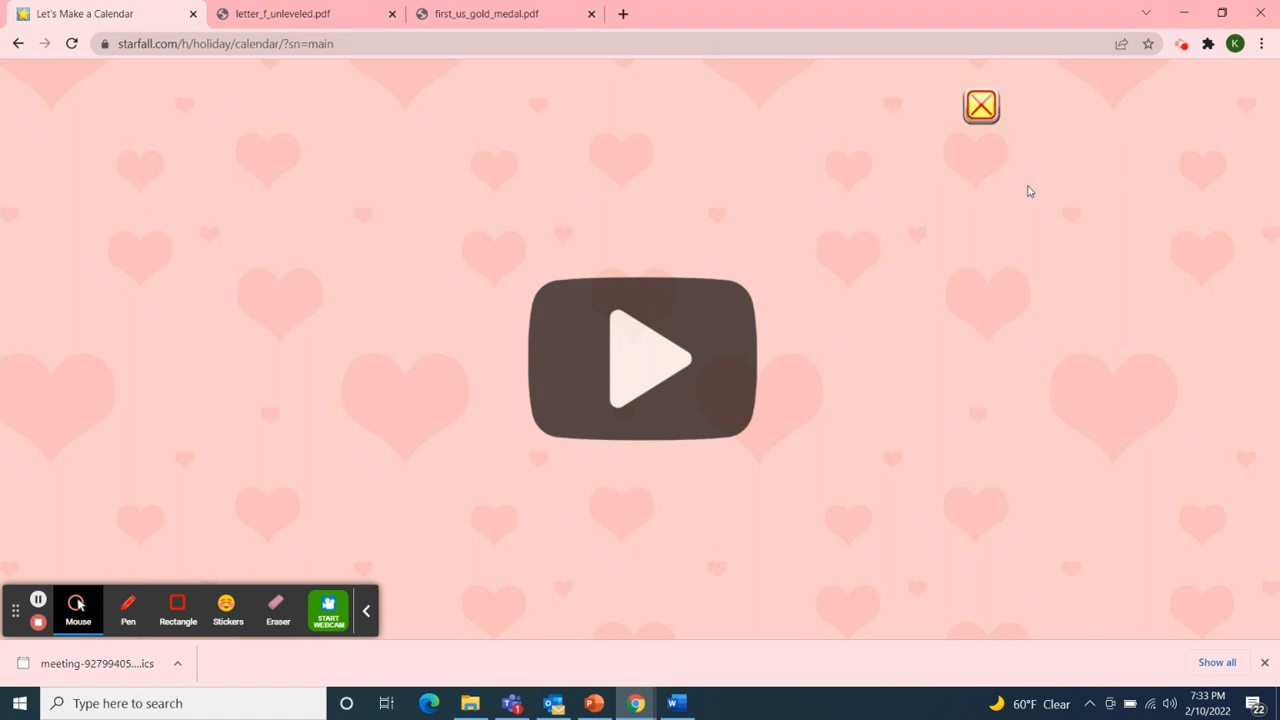 Let's Make a Calendar
letter_f_unleveled.pdf
first_us_gold_medal.pdf
starfall.com/h/holiday/calendar/?sn=main
K
Mouse
Pen
Rectangle
Stickers
Eraser
START
WEBCAM
meeting-92799405....ics
Show all
Type here to search
1
60°F Clear
7:33 PM
2/10/2022
22